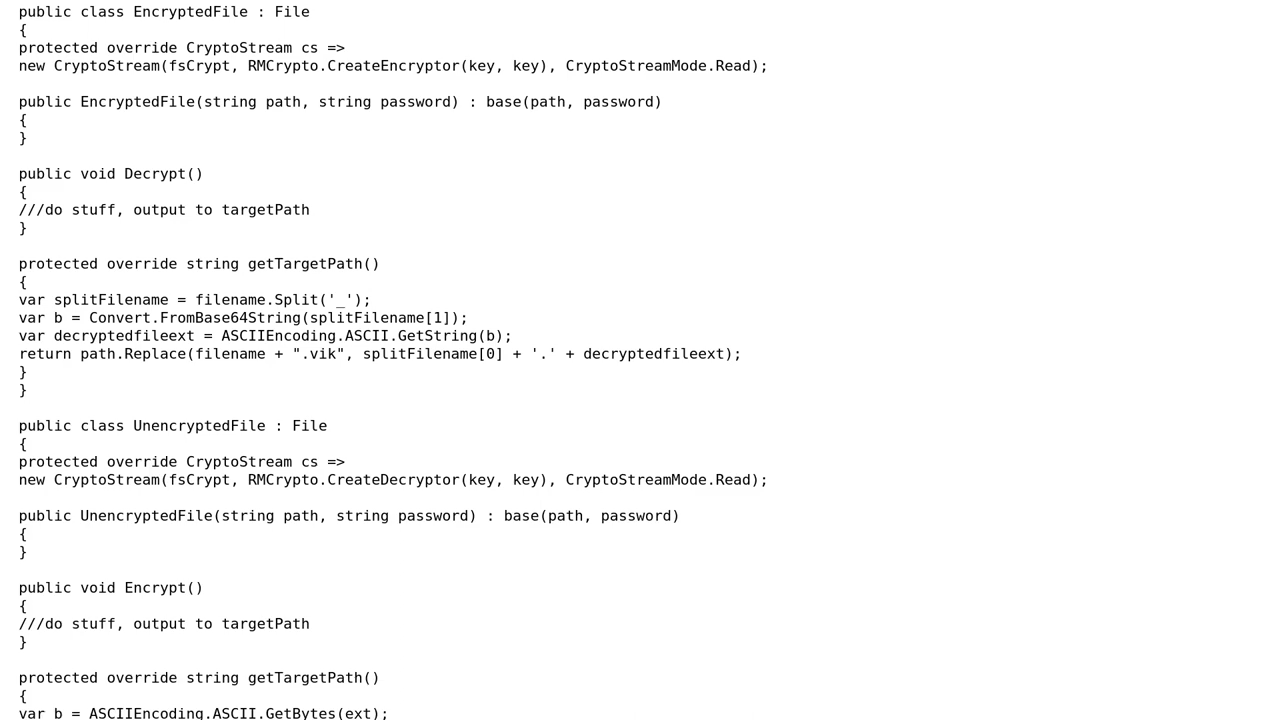 public class EncryptedFile : File
{
protected override CryptoStream cs =>
new CryptoStream(fsCrypt, RMCrypto.CreateEncryptor(key, key), CryptoStreamMode.Read);
public EncryptedFile(string path, string password) : base(path, password)
{
}
public void Decrypt()
{
///do stuff, output to targetPath
}
protected override string getTargetPath()
{
var splitFilename = filename.Split('_');
var b = Convert.FromBase64String(splitFilename[1]);
var decryptedfileext = ASCIIEncoding.ASCII.GetString(b);
return path.Replace(filename + ".vik", splitFilename[0] + '.' + decryptedfileext);
}
}
public class UnencryptedFile : File
{
protected override CryptoStream cs =>
new CryptoStream(fsCrypt, RMCrypto.CreateDecryptor(key, key), CryptoStreamMode.Read);
public UnencryptedFile(string path, string password) : base(path, password)
{
}
public void Encrypt()
{
///do stuff, output to targetPath
}
protected override string getTargetPath()
{
var b = ASCIIEncoding.ASCII.GetBytes(ext);